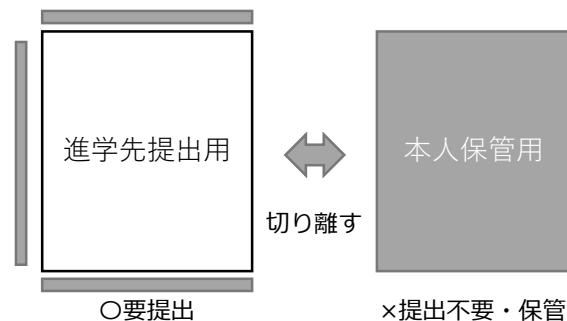 進学先提出用
本人保管用
切り離す
〇要提出
×提出不要・保管